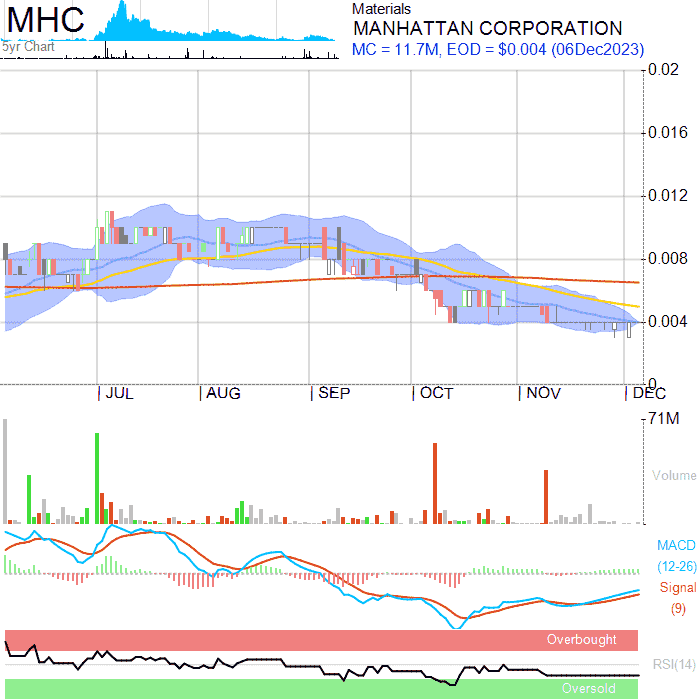 MHC
5yr Chart
Materials
MANHATTAN CORPORATION
MC = 11.7M, EOD = $0.004 (06Dec2023)
0.02
0.016
0.012
0.008
0.004
0
JUL AUG SEP OCT NOV DEC
71M
Volume
MACD
(12-26)
Signal
(9)
Overbought
RSI(14)
Oversold